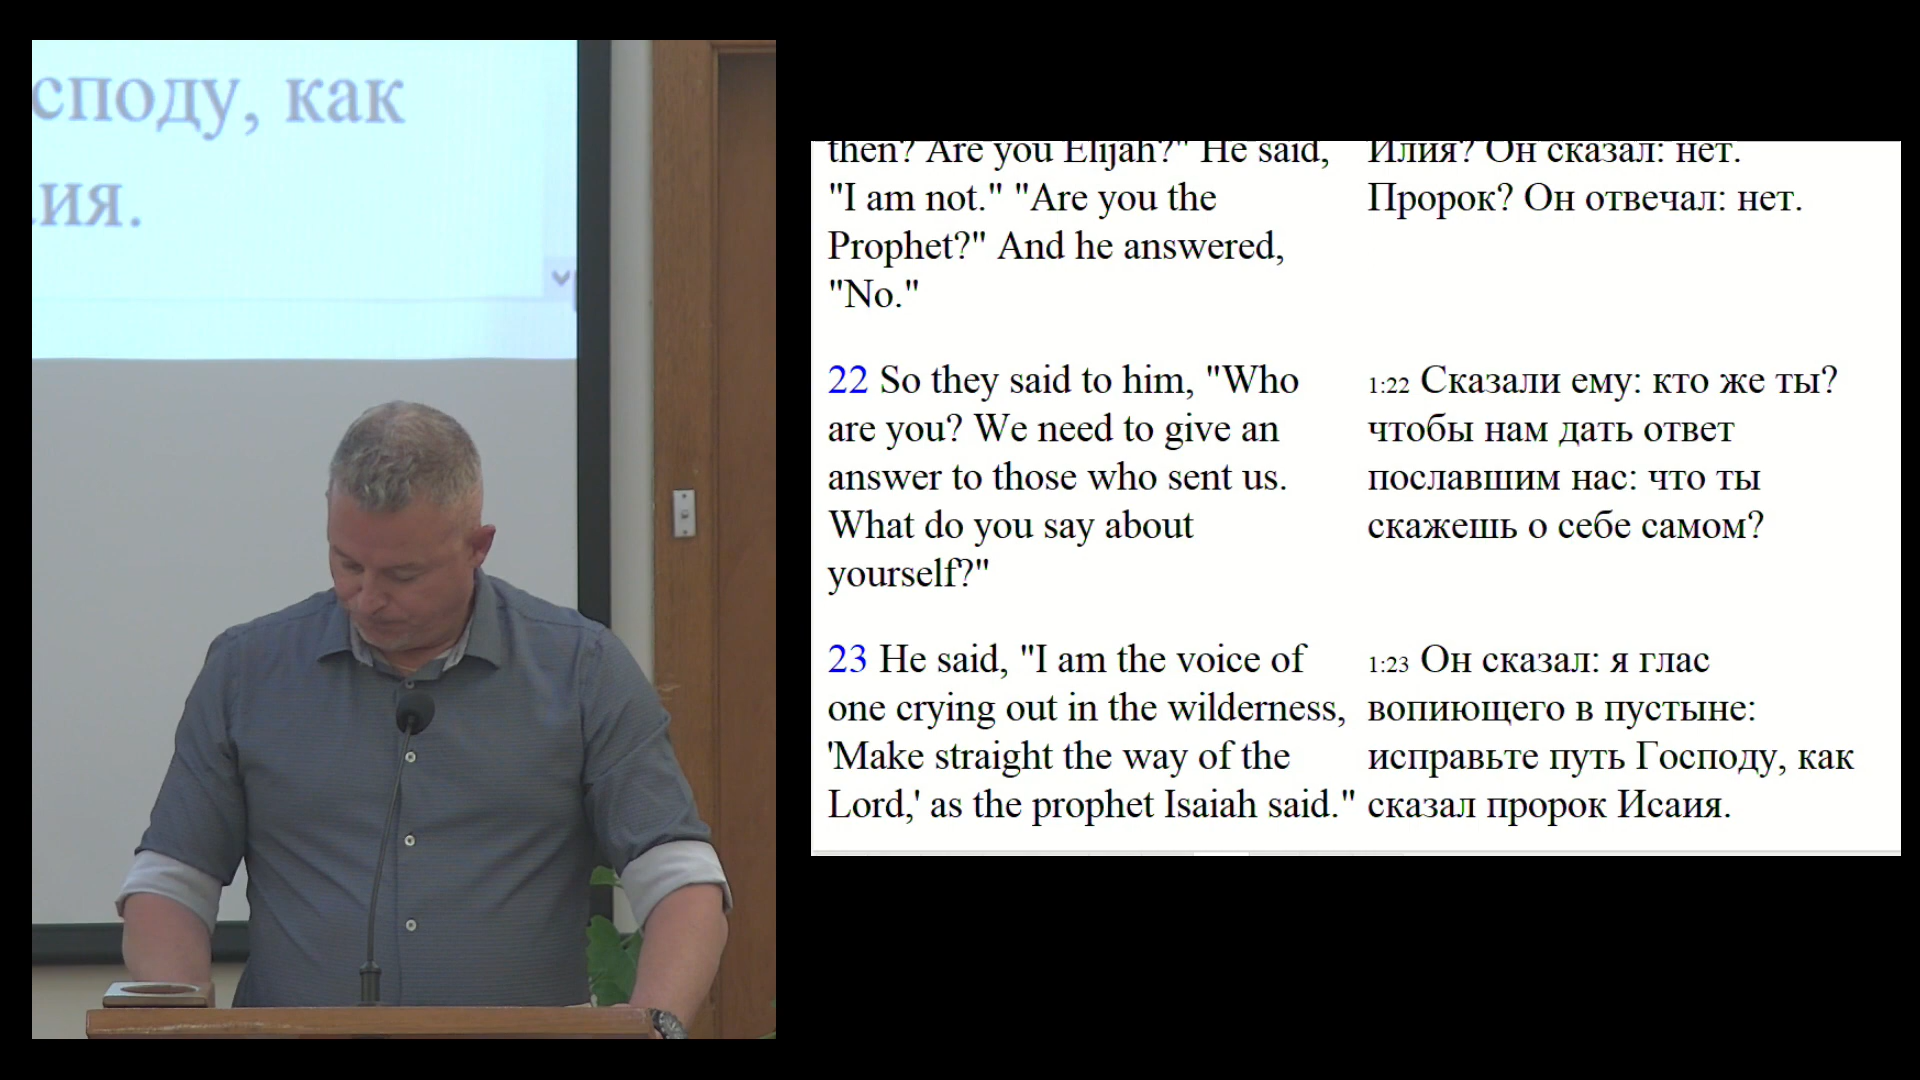 споду, как
ия.
then? Are you Elijah?" He said,
"I am not." "Are you the
Prophet?" And he answered,
"No."
22 So they said to him, "Who
are you? We need to give an
answer to those who sent us.
What do you say about
yourself?"
23 He said, "I am the voice of
one crying out in the wilderness,
'Make straight the way of the
Lord,' as the prophet Isaiah said."
Илия? Он сказал: нет.
Пророк? Он отвечал: нет.
1:22 Сказали ему: кто же ты?
чтобы нам дать ответ
пославшим нас: что ты
скажешь о себе самом?
1:23 Он сказал: я глас
вопиющего в пустыне:
исправьте путь Господу, как
сказал пророк Исаия.